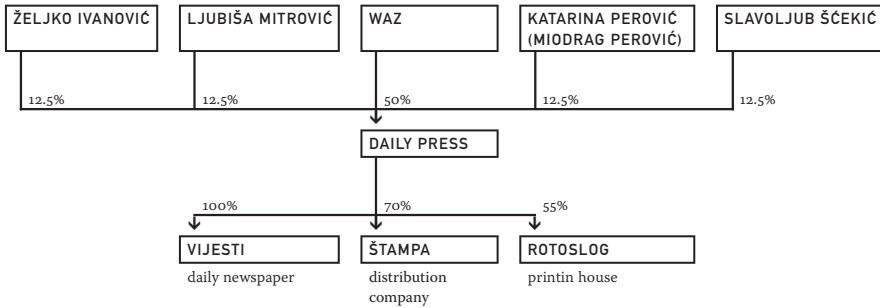 ŽELJKO IVANOVIĆ
LJUBIŠA MITROVIĆ
WAZ
KATARINA PEROVIĆ
(MIODRAG PEROVIĆ)
SLAVOLJUB ŠĆEKIĆ
12.5%
12.5%
50%
12.5%
12.5%
DAILY PRESS
100%
70%
55%
VIJESTI
ŠTAMPA
ROTOSLOG
daily newspaper
distribution
company
printin house